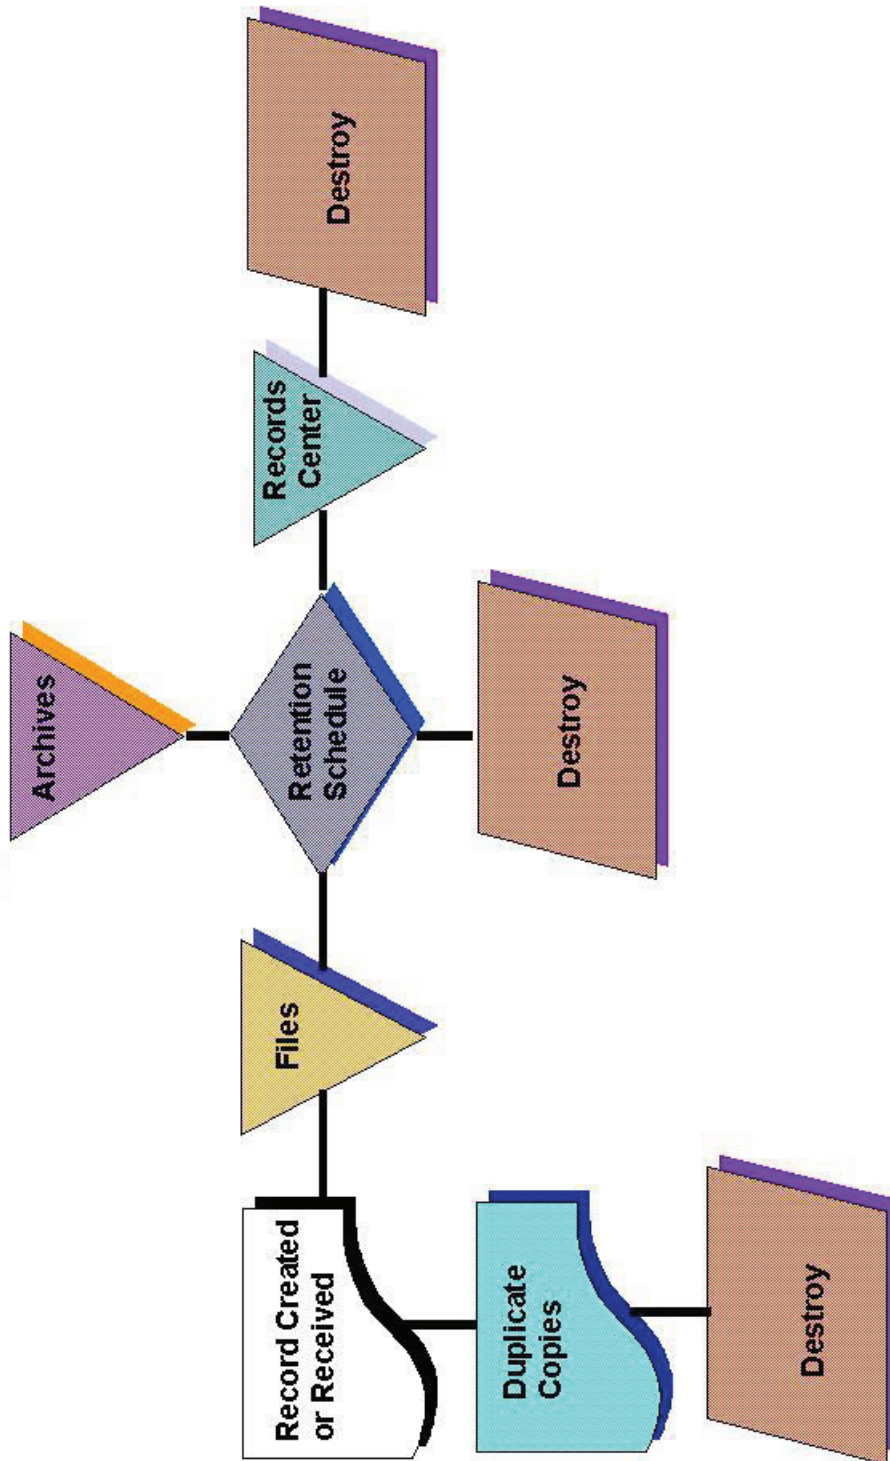 Archives
Record Created
or Received
Files
Retention
Schedule
Records
Center
Destroy
Duplicate
Copies
Destroy
Destroy